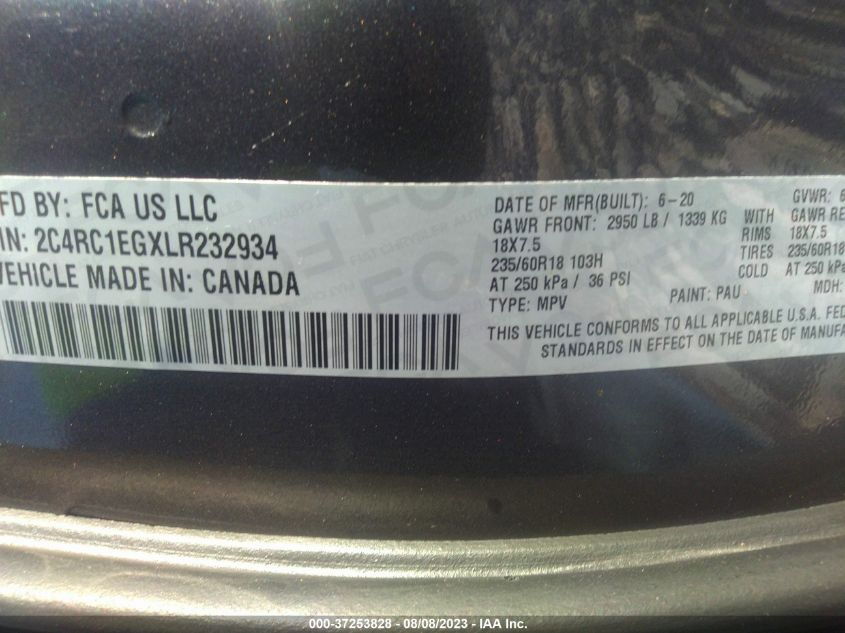 FD BY: FCA US LLC
IN: 2C4RC1EGXLR232934
VEHICLE MADE IN: CANADA
DATE OF MFR(BUILT): 6-20 GVWR: 6
GAWR FRONT: 2950 LB / 1339 KG WITH GAWR RE
18X7.5 RIMS 18X7.5
235/60R18 103H TIRES 235/60R18
AT 250 kPa / 36 PSI COLD AT 250 kPa
TYPE: MPV PAINT: PAU MDH:
THIS VEHICLE CONFORMS TO ALL APPLICABLE U.S.A. FED
STANDARDS IN EFFECT ON THE DATE OF MANUFA
000-37253828 - 08/08/2023 - IAA Inc.